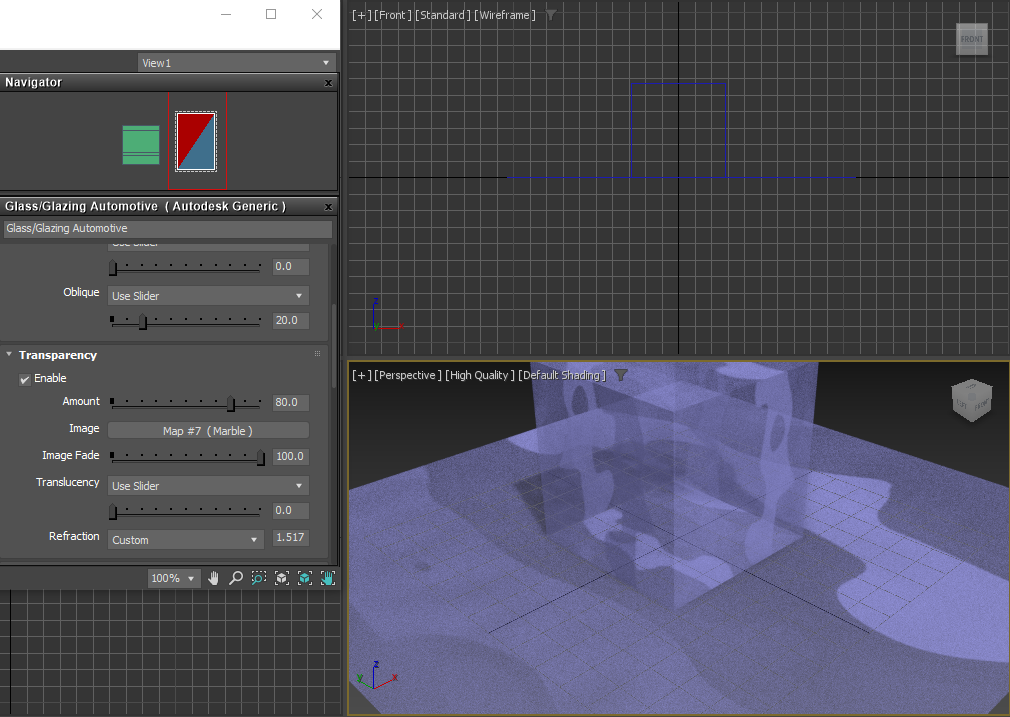 View1
Navigator
Glass/Glazing Automotive ( Autodesk Generic )
Glass/Glazing Automotive
Use Slider
0.0
Oblique Use Slider
20.0
Transparency
Enable
Amount 80.0
Image Map #7 (Marble )
Image Fade 100.0
Translucency Use Slider
0.0
Refraction Custom 1.517
100%
[+] [Front ] [Standard ] [Wireframe ]
FRONT
z
x
[+] [Perspective ] [High Quality ] [Default Shading ]
z
y x